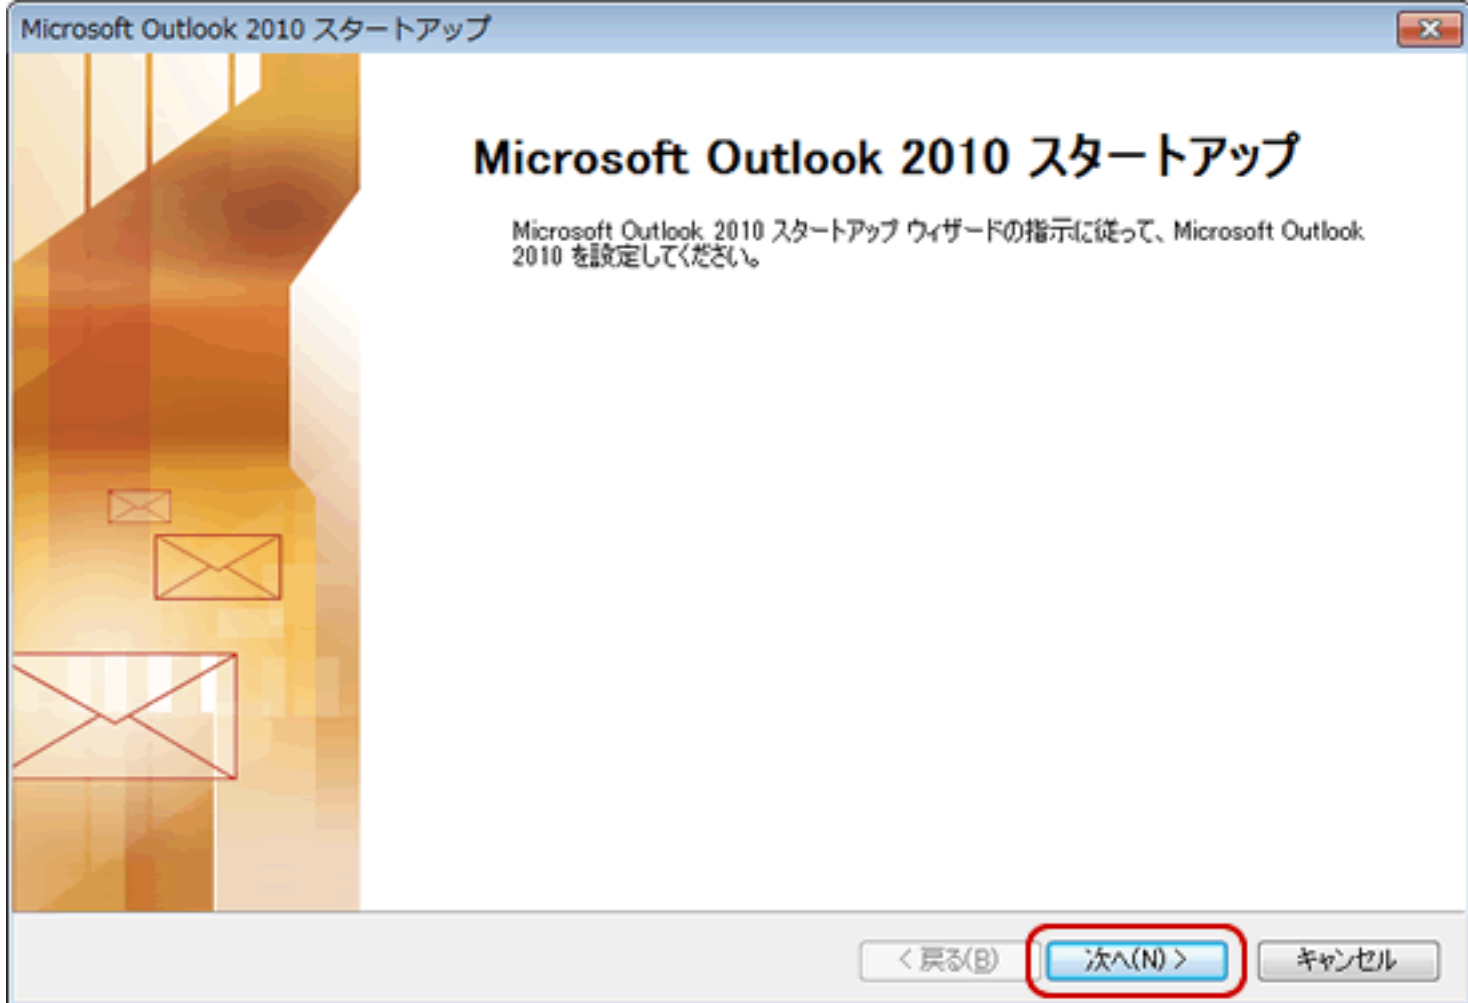 Microsoft Outlook 2010 スタートアップ
Microsoft Outlook 2010 スタートアップ
Microsoft Outlook 2010 スタートアップ ウィザードの指示に従って、Microsoft Outlook
2010 を設定してください。
< 戻る(B) 次へ(N) > キャンセル